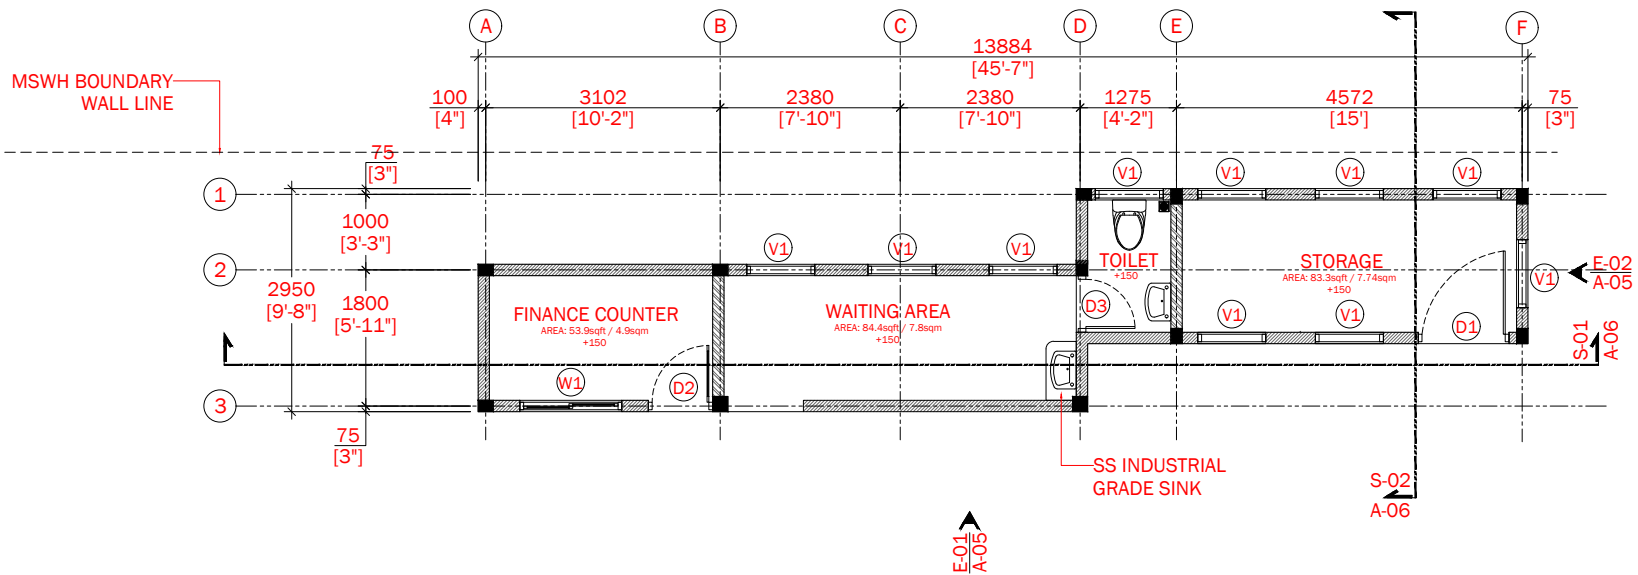 A
B
C
D
E
F
13884
[45'-7"]
MSWH BOUNDARY
WALL LINE
100
[4"]
3102
[10'-2"]
2380
[7'-10"]
2380
[7'-10"]
1275
[4'-2"]
4572
[15']
75
[3"]
75
[3"]
1
1000
[3'-3"]
2
2950
[9'-8"]
1800
[5'-11"]
3
75
[3"]
V1
V1
V1
V1
V1
V1
V1
TOILET
+150
STORAGE
AREA: 83.3sqft / 7.74sqm
+150
V1
E-02
A-05
FINANCE COUNTER
AREA: 53.9sqft / 4.9sqm
+150
WAITING AREA
AREA: 84.4sqft / 7.8sqm
+150
D3
V1
V1
D1
S-01
A-06
W1
D2
SS INDUSTRIAL
GRADE SINK
S-02
A-06
E-01
A-05